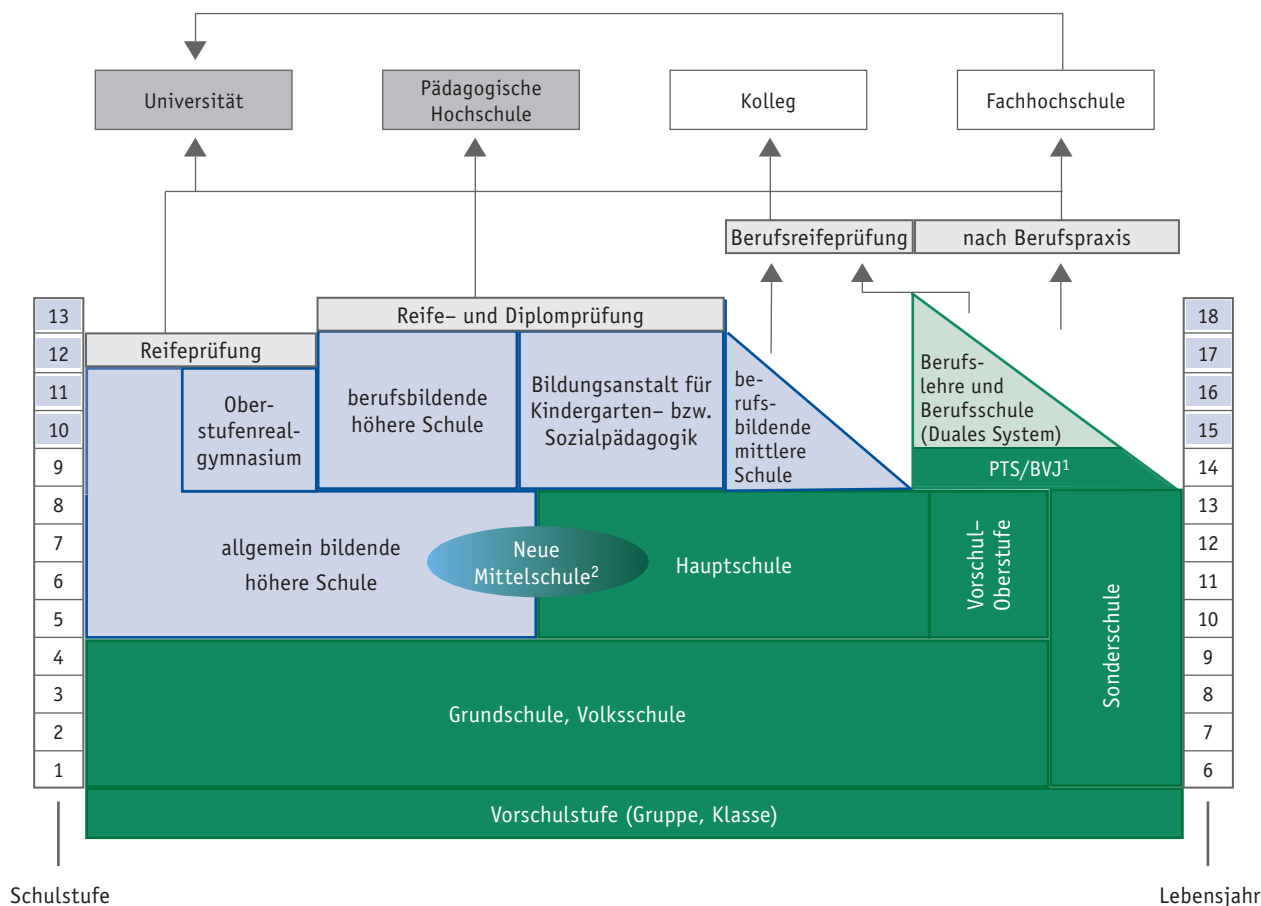 Universität
Pädagogische
Hochschule
Kolleg
Fachhochschule
Berufsreifeprüfung
nach Berufspraxis
Reife– und Diplomprüfung
Reifeprüfung
13
12
11
10
9
8
7
6
5
4
3
2
1
18
17
16
15
14
13
12
11
10
9
8
7
6
Ober-
stufenreal-
gymnasium
berufsbildende
höhere Schule
Bildungsanstalt für
Kindergarten– bzw.
Sozialpädagogik
be-
rufs-
bildende
mittlere
Schule
Berufs-
lehre und
Berufsschule
(Duales System)
PTS/BVJ¹
allgemein bildende
höhere Schule
Neue
Mittelschule²
Hauptschule
Vorschul–
Oberstufe
Sonderschule
Grundschule, Volksschule
Vorschulstufe (Gruppe, Klasse)
Schulstufe
Lebensjahr